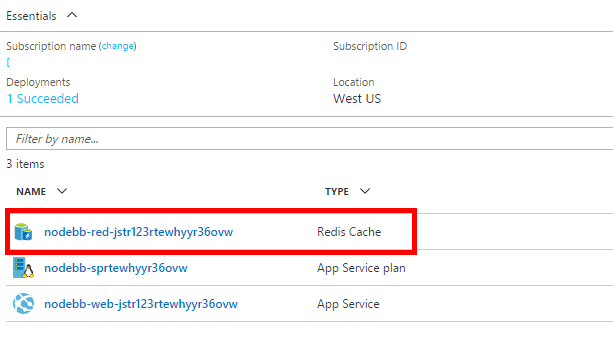 Essentials
Subscription name (change)
Subscription ID
[
Deployments
Location
1 Succeeded
West US
Filter by name...
3 items
NAME
TYPE
nodebb-red-jstr123rtewhyyr36ovw
Redis Cache
nodebb-sprtewhyyr36ovw
App Service plan
nodebb-web-jstr123rtewhyyr36ovw
App Service